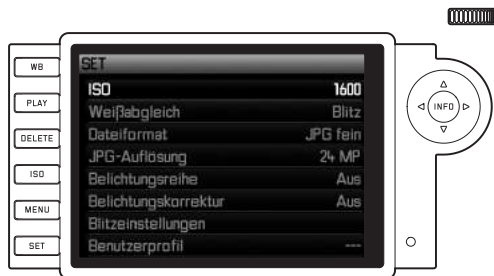 WB
PLAY
DELETE
ISO
MENU
SET
SET
ISO 1600
Weißabgleich Blitz
Dateiformat JPG fein
JPG-Auflösung 24 MP
Belichtungsreihe Aus
Belichtungskorrektur Aus
Blitzeinstellungen
Benutzerprofil ---
INFO